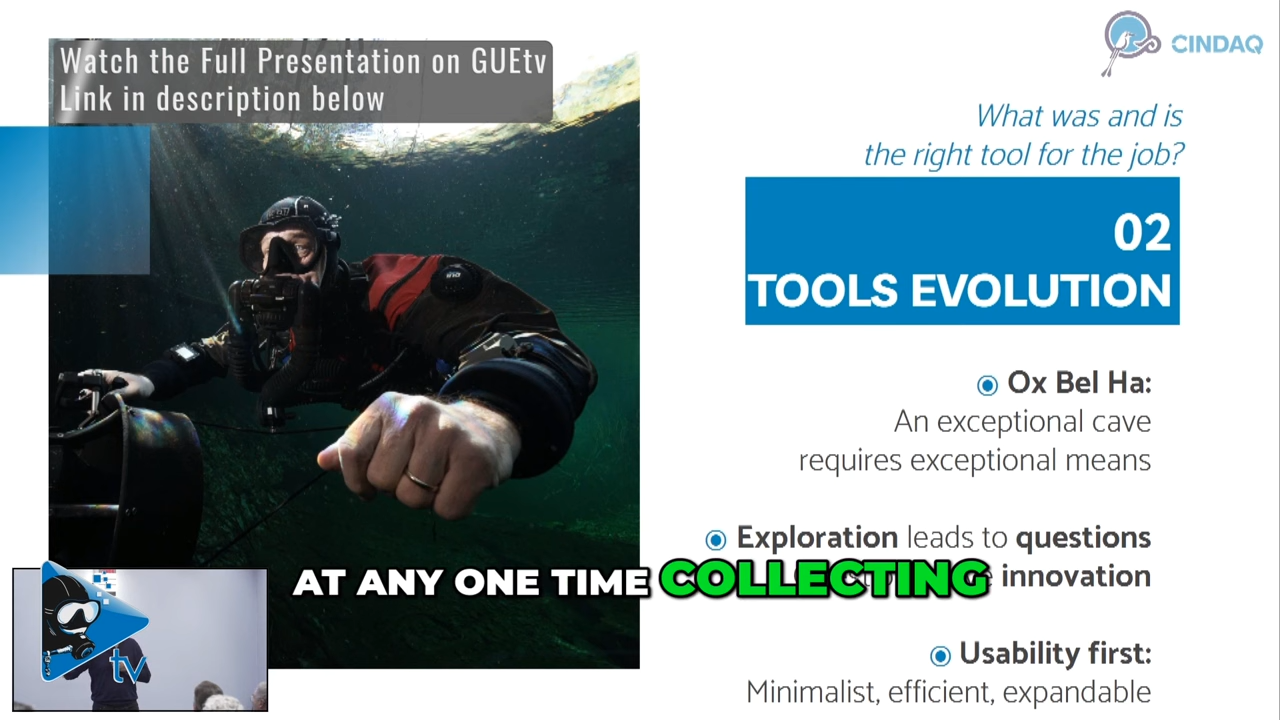 Watch the Full Presentation on GUEtv
Link in description below
CINDAQ
What was and is
the right tool for the job?
02
TOOLS EVOLUTION
Ox Bel Ha:
An exceptional cave
requires exceptional means
Exploration leads to questions
innovation
AT ANY ONE TIME COLLECTING
Usability first:
Minimalist, efficient, expandable
tv